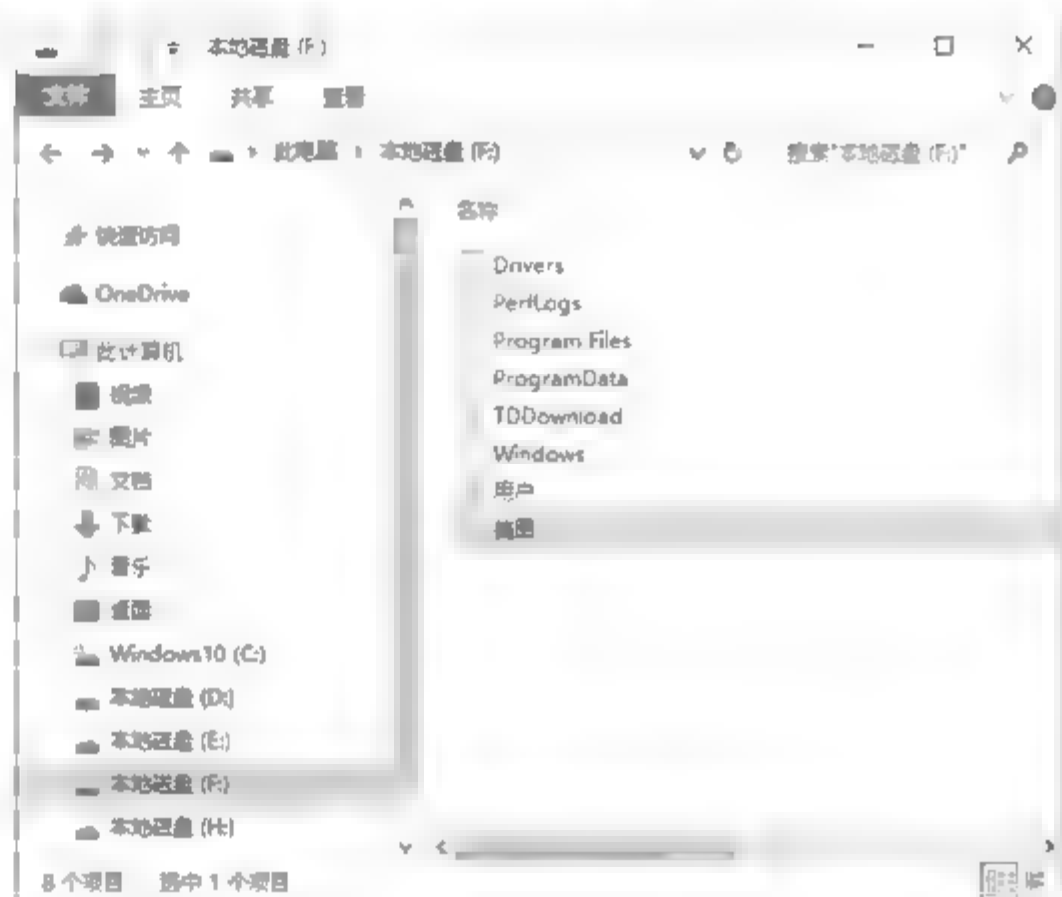 本地磁盘 (F:)
文件 主页 共享 查看
此电脑 本地磁盘 (F:) 搜索"本地磁盘 (F:)"
名称
快速访问
OneDrive
此计算机
视频
图片
文档
下载
音乐
桌面
Windows10 (C:)
本地磁盘 (D:)
本地磁盘 (E:)
本地磁盘 (F:)
本地磁盘 (H:)
Drivers
PerfLogs
Program Files
ProgramData
TDDownload
Windows
用户
8 个项目 选中 1 个项目